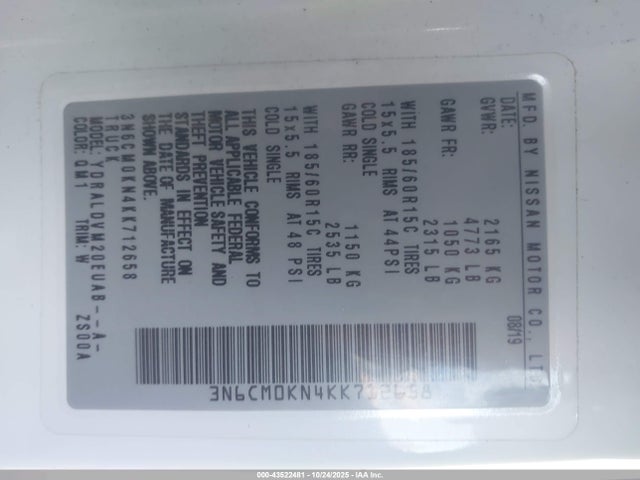 MFD. BY NISSAN MOTOR CO., LTD.
DATE: 08/19
GVWR: 2165 KG
4773 LB
GAWR FR: 1050 KG
2315 LB
WITH 185/60R15C TIRES
15x5.5 RIMS AT 44PSI
COLD SINGLE
GAWR RR: 1150 KG
2535 LB
WITH 185/60R15C TIRES
15x5.5 RIMS AT 48 PSI
COLD SINGLE
THIS VEHICLE CONFORMS TO
ALL APPLICABLE FEDERAL
MOTOR VEHICLE SAFETY AND
THEFT PREVENTION
STANDARDS IN EFFECT ON
THE DATE OF MANUFACTURE
SHOWN ABOVE.
3N6CM0KN4KK712658
TRUCK
MODEL: YDRALDVM20EUAB--A-
COLOR: QM1 TRIM: W ZS00A
3N6CM0KN4KK712658
000-43522481 - 10/24/2025 - IAA Inc.